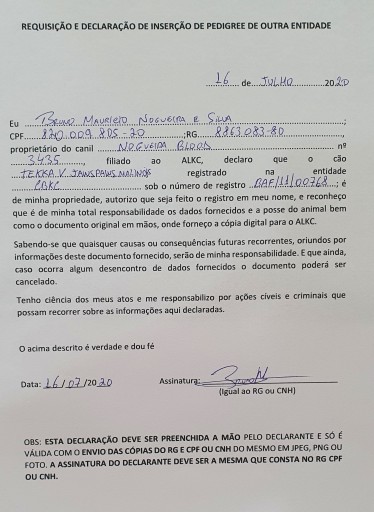 REQUISIÇÃO E DECLARAÇÃO DE INSERÇÃO DE PEDIGREE DE OUTRA ENTIDADE
16 de JULHO 2020
Eu Bruno Mauricio Nogueira e Silva;
CPF 820.009.805-20;RG 8863083-80,
proprietário do canil NOGUEIRA BLOOD nº
3435, filiado ao ALKC, declaro que o cão
TEKKA V. JAWSPAWS MALINOIS registrado na entidade
CBKC sob o número de registro BAF/11/00768; é
de minha propriedade, autorizo que seja feito o registro em meu nome, e reconheço
que é de minha total responsabilidade os dados fornecidos e a posse do animal bem
como o documento original em mãos, onde forneço a cópia digital para o ALKC.
Sabendo-se que quaisquer causas ou consequências futuras recorrentes, oriundos por
informações deste documento fornecido, serão de minha responsabilidade. E que ainda,
caso ocorra algum desencontro de dados fornecidos o documento poderá ser
cancelado.
Tenho ciência dos meus atos e me responsabilizo por ações cíveis e criminais que
possam recorrer sobre as informações aqui declaradas.
O acima descrito é verdade e dou fé
Data: 16/07/2020 Assinatura:
(Igual ao RG ou CNH)
OBS: ESTA DECLARAÇÃO DEVE SER PREENCHIDA A MÃO PELO DECLARANTE E SÓ É
VÁLIDA COM O ENVIO DAS CÓPIAS DO RG E CPF OU CNH DO MESMO EM JPEG, PNG OU
FOTO. A ASSINATURA DO DECLARANTE DEVE SER A MESMA QUE CONSTA NO RG CPF
OU CNH.